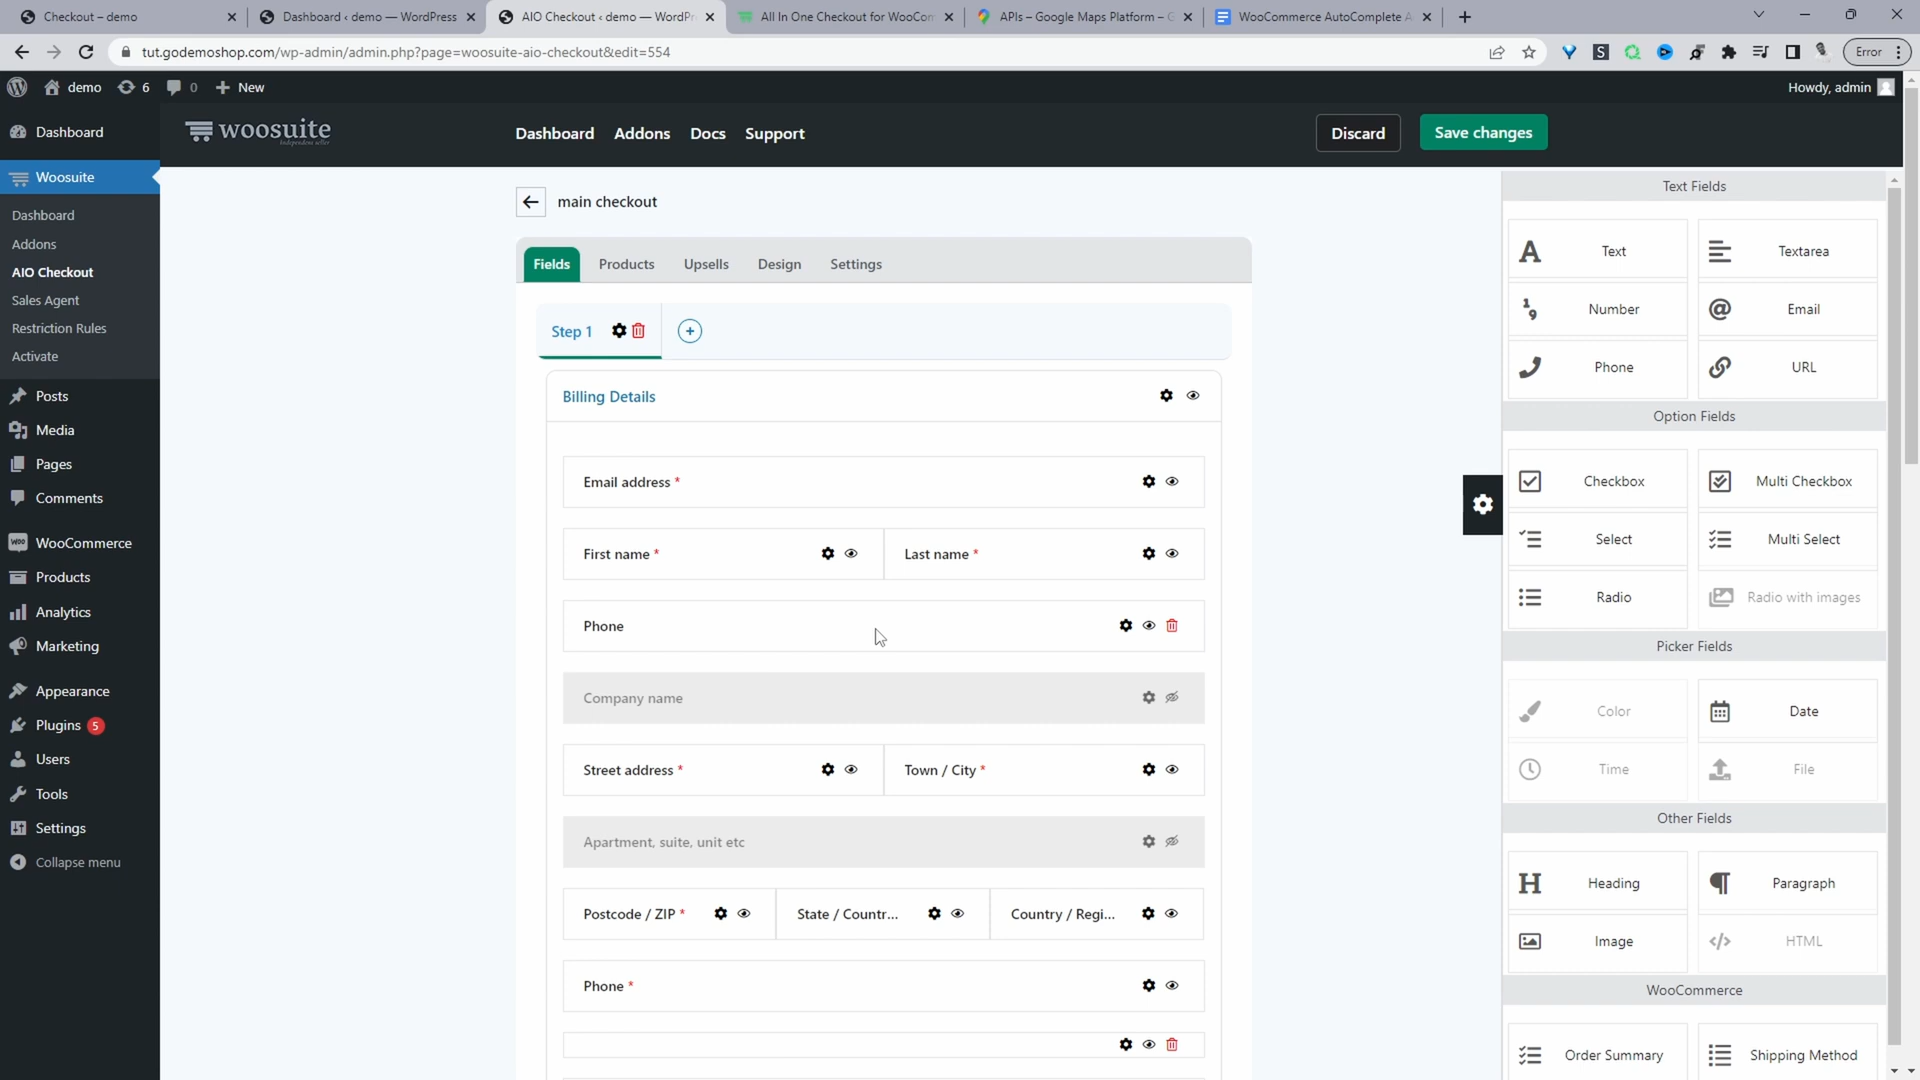 Checkout – demo
Dashboard ‹ demo — WordPress
AIO Checkout ‹ demo — WordPr
All In One Checkout for WooCom
APIs – Google Maps Platform – G
WooCommerce AutoComplete A
tut.godemoshop.com/wp-admin/admin.php?page=woosuite-aio-checkout&edit=554
Error
demo
6
0
New
Howdy, admin
Dashboard
Woosuite
Dashboard
Addons
AIO Checkout
Sales Agent
Restriction Rules
Activate
Posts
Media
Pages
Comments
WooCommerce
Products
Analytics
Marketing
Appearance
Plugins 5
Users
Tools
Settings
Collapse menu
woosuite
Independent seller
Dashboard
Addons
Docs
Support
Discard
Save changes
main checkout
Fields
Products
Upsells
Design
Settings
Step 1
Billing Details
Email address *
First name *
Last name *
Phone
Company name
Street address *
Town / City *
Apartment, suite, unit etc
Postcode / ZIP *
State / Countr...
Country / Regi...
Phone *
Text Fields
Text
Textarea
Number
Email
Phone
URL
Option Fields
Checkbox
Multi Checkbox
Select
Multi Select
Radio
Radio with images
Picker Fields
Color
Date
Time
File
Other Fields
Heading
Paragraph
Image
HTML
WooCommerce
Order Summary
Shipping Method